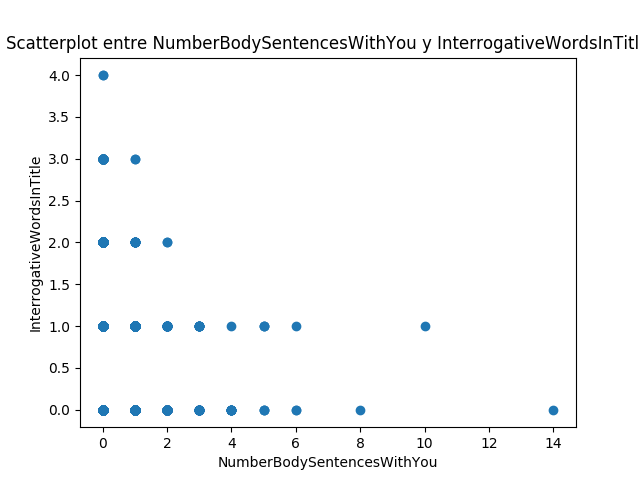 Scatterplot entre NumberBodySentencesWithYou y InterrogativeWordsInTitl
4.0
3.5
3.0
2.5
2.0
1.5
1.0
0.5
0.0
InterrogativeWordsInTitle
0 2 4 6 8 10 12 14
NumberBodySentencesWithYou